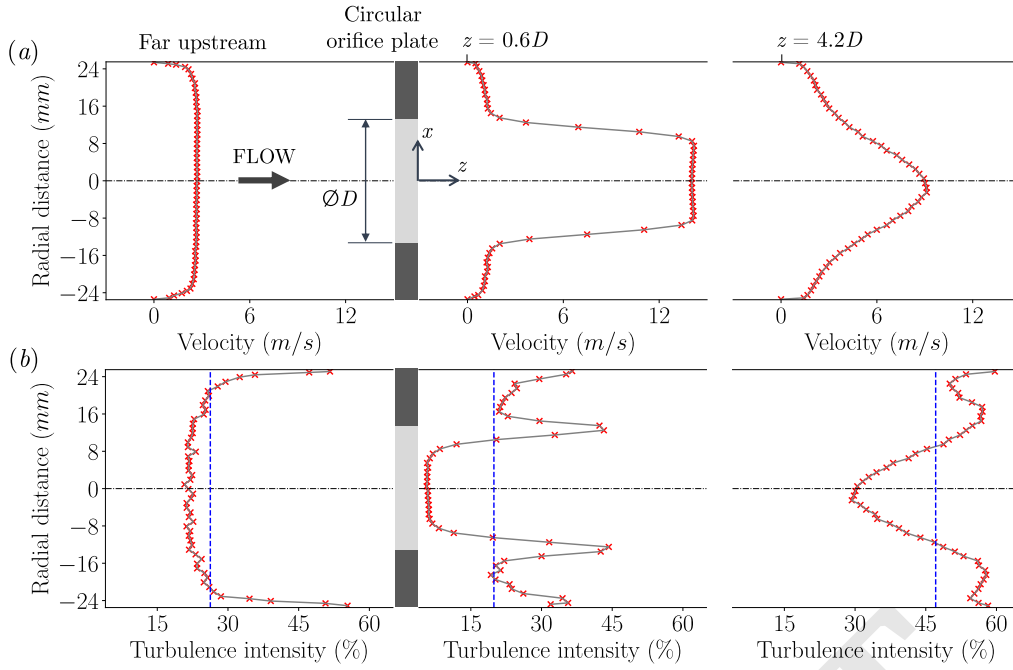 Circular
orifice plate
(a)
Far upstream
z = 0.6D
z = 4.2D
Radial distance (mm)
24
16
8
0
−8
−16
−24
FLOW
∅D
x
z
0 6 12
0 6 12
0 6 12
Velocity (m/s)
Velocity (m/s)
Velocity (m/s)
(b)
Radial distance (mm)
24
16
8
0
−8
−16
−24
15 30 45 60
15 30 45 60
15 30 45 60
Turbulence intensity (%)
Turbulence intensity (%)
Turbulence intensity (%)